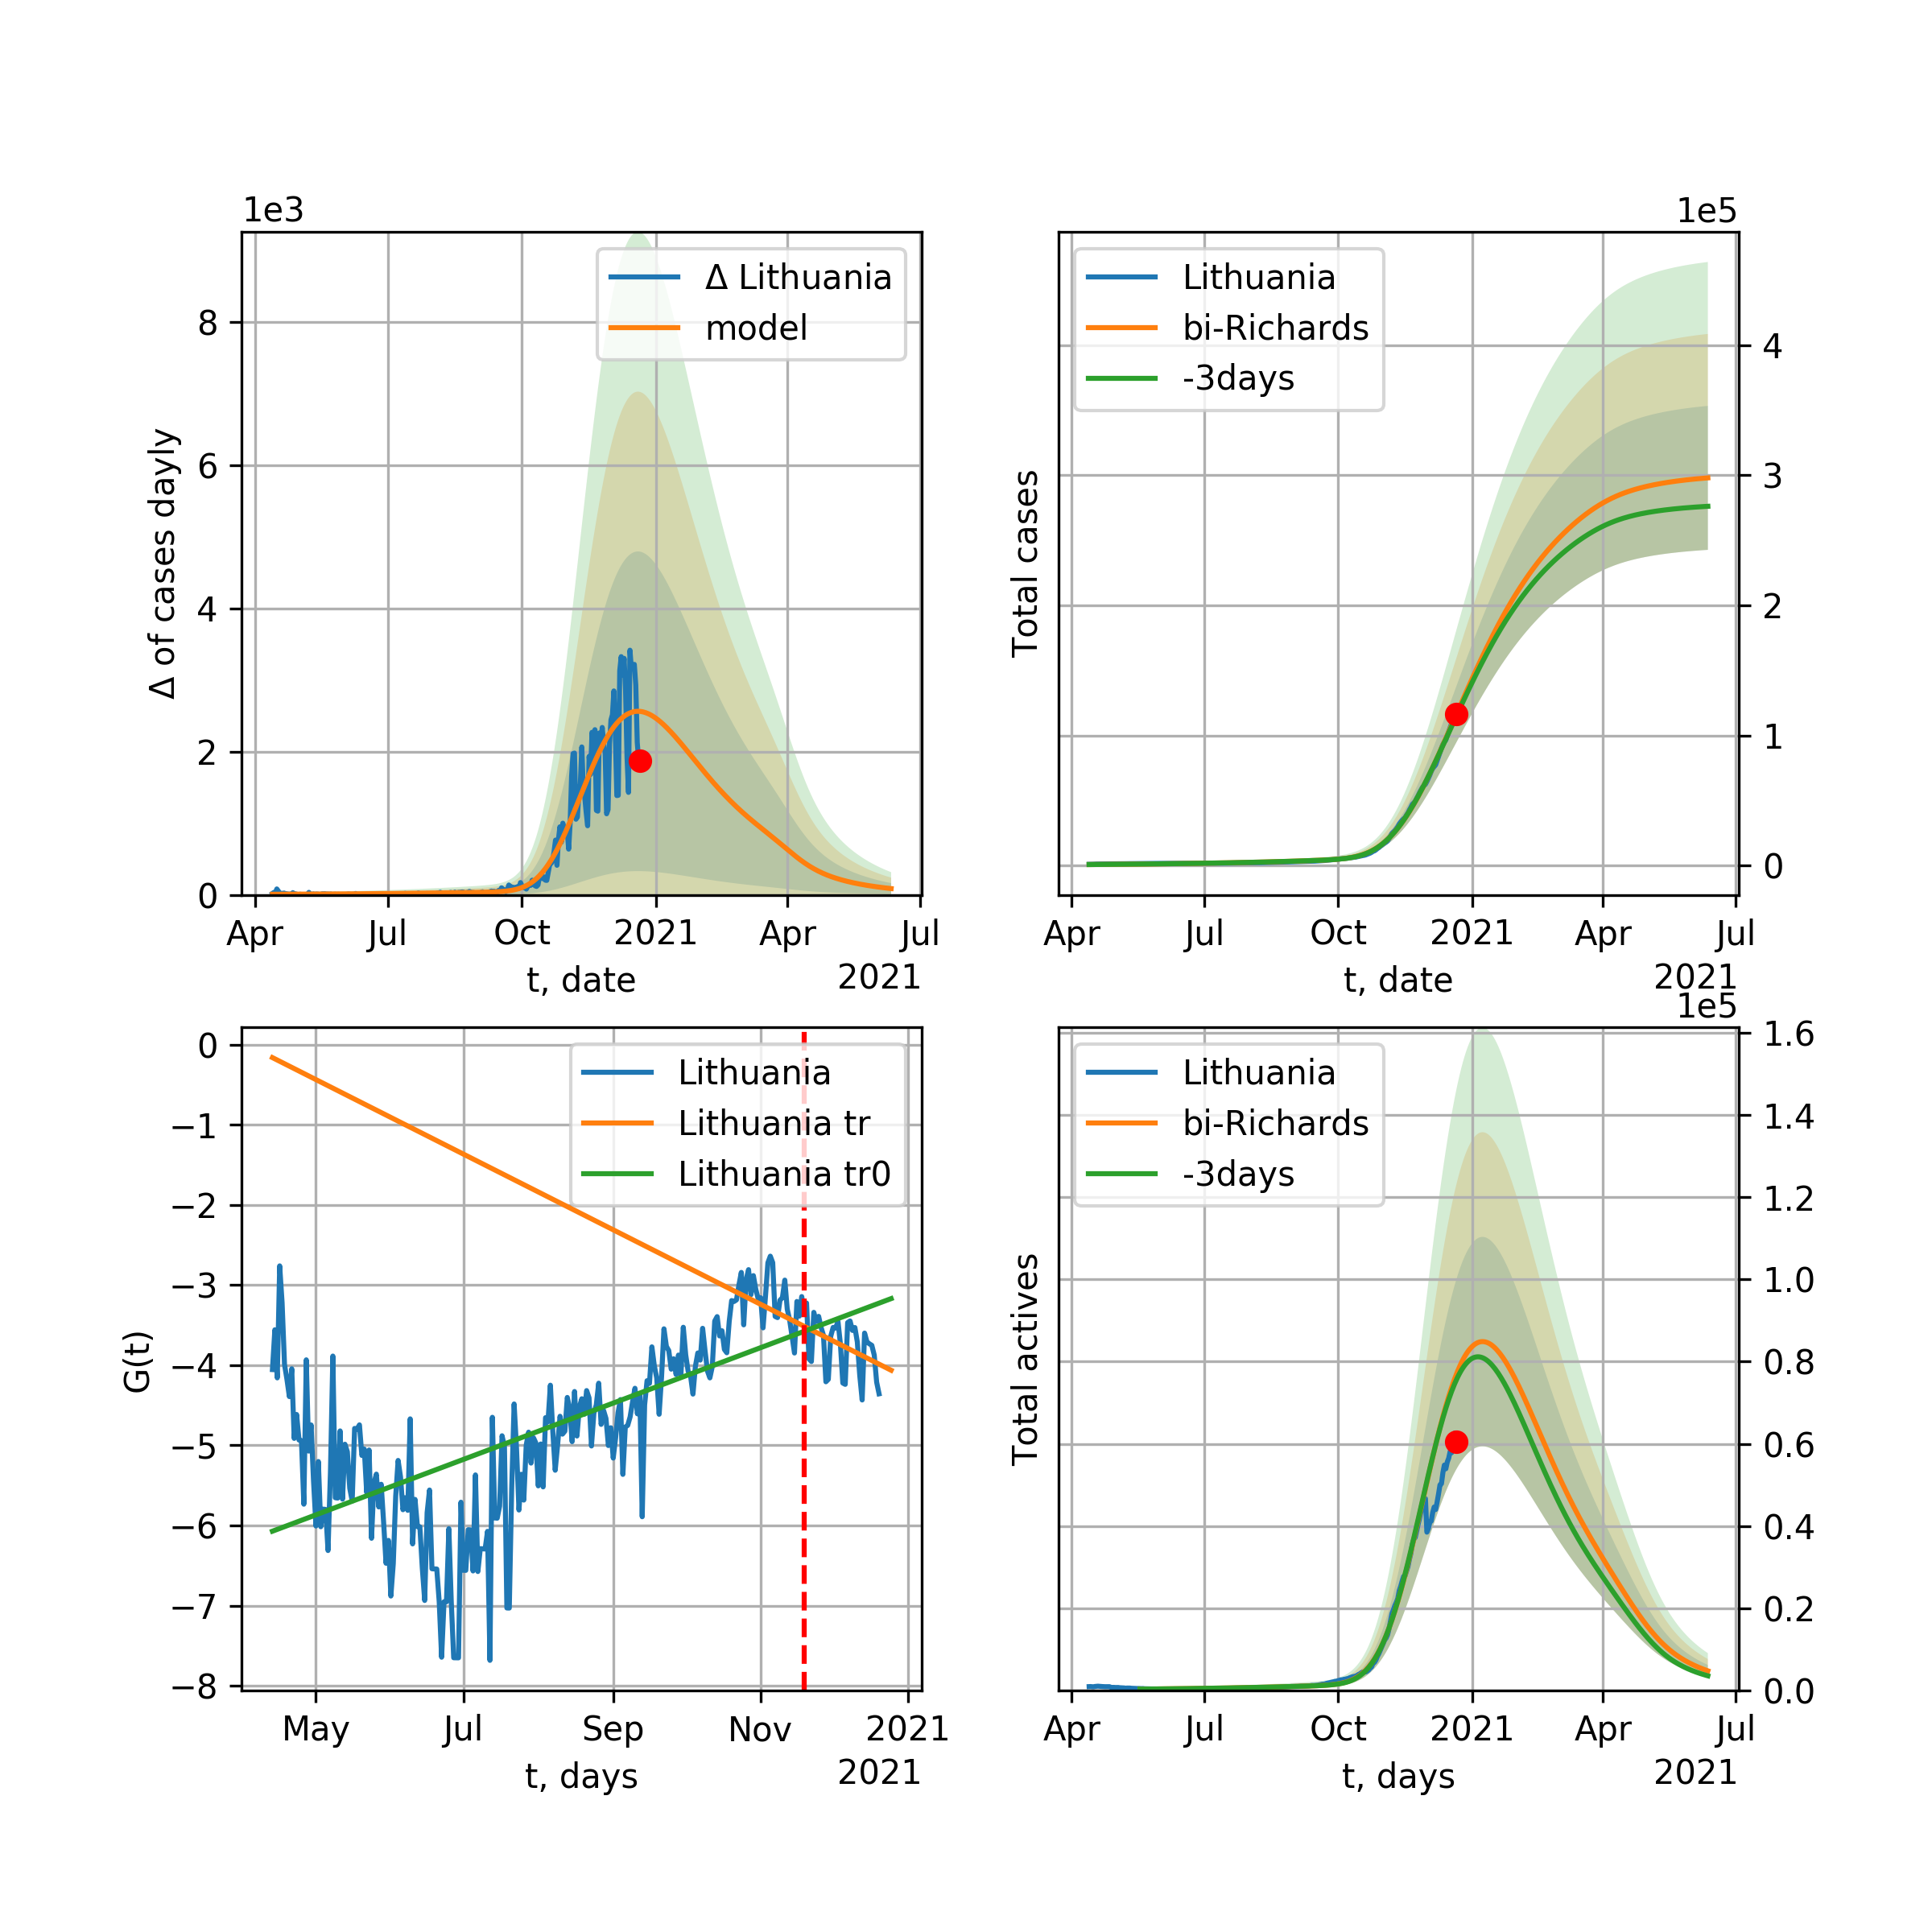 1e3
Δ Lithuania
model
8
6
4
2
0
Δ of cases dayly
Apr
Jul
Oct
2021
Apr
Jul
t, date
2021
1e5
Lithuania
bi-Richards
-3days
4
3
2
1
0
Total cases
Apr
Jul
Oct
2021
Apr
Jul
t, date
2021
Lithuania
Lithuania tr
Lithuania tr0
0
−1
−2
−3
−4
−5
−6
−7
−8
G(t)
May
Jul
Sep
Nov
2021
t, days
2021
1e5
Lithuania
bi-Richards
-3days
1.6
1.4
1.2
1.0
0.8
0.6
0.4
0.2
0.0
Total actives
Apr
Jul
Oct
2021
Apr
Jul
t, days
2021